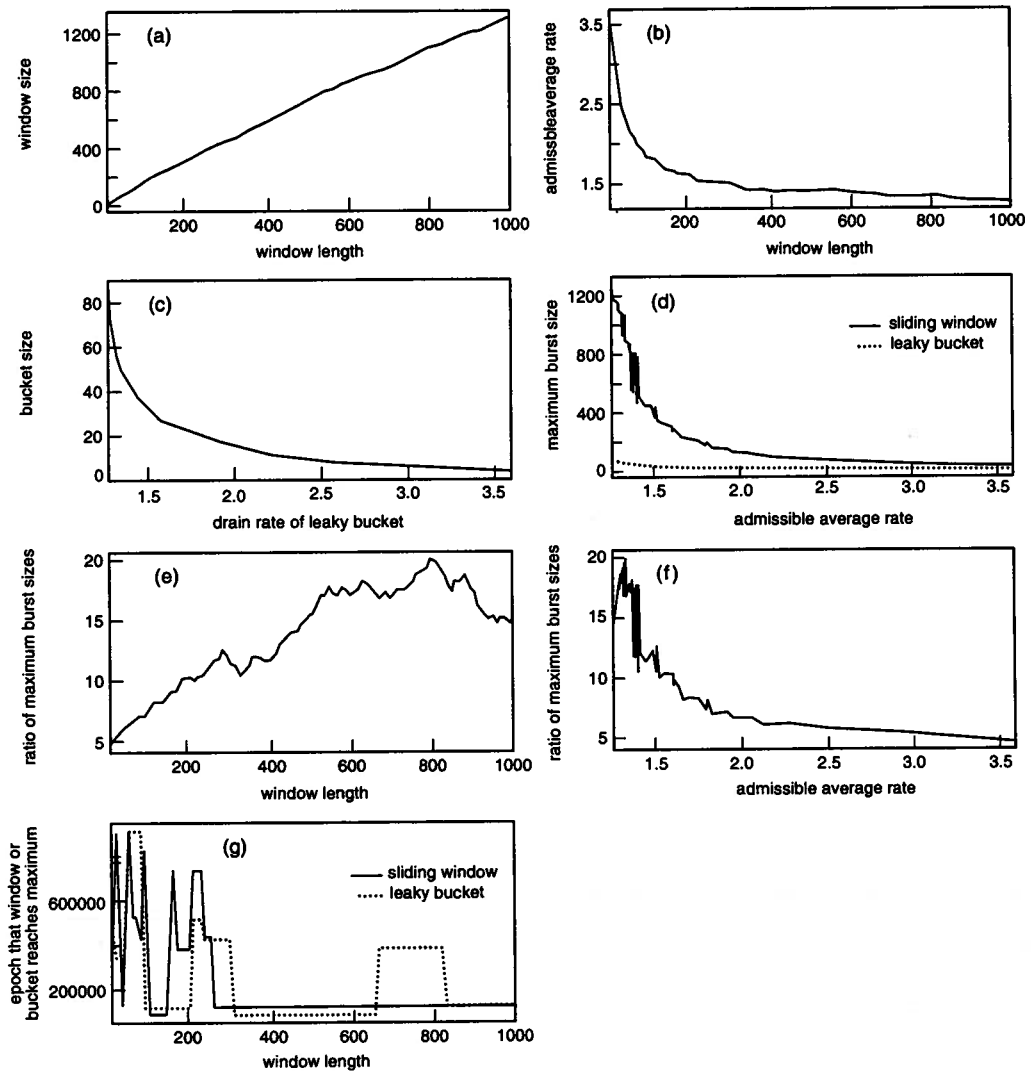 (a)
window size
1200
800
400
0
200 400 600 800 1000
window length
(b)
admissbleaverage rate
3.5
2.5
1.5
200 400 600 800 1000
window length
(c)
bucket size
80
60
40
20
0
1.5 2.0 2.5 3.0 3.5
drain rate of leaky bucket
(d)
maximum burst size
1200
800
400
0
sliding window
leaky bucket
1.5 2.0 2.5 3.0 3.5
admissible average rate
(e)
ratio of maximum burst sizes
20
15
10
5
200 400 600 800 1000
window length
(f)
ratio of maximum burst sizes
20
15
10
5
1.5 2.0 2.5 3.0 3.5
admissible average rate
(g)
epoch that window or
bucket reaches maximum
600000
200000
sliding window
leaky bucket
200 400 600 800 1000
window length